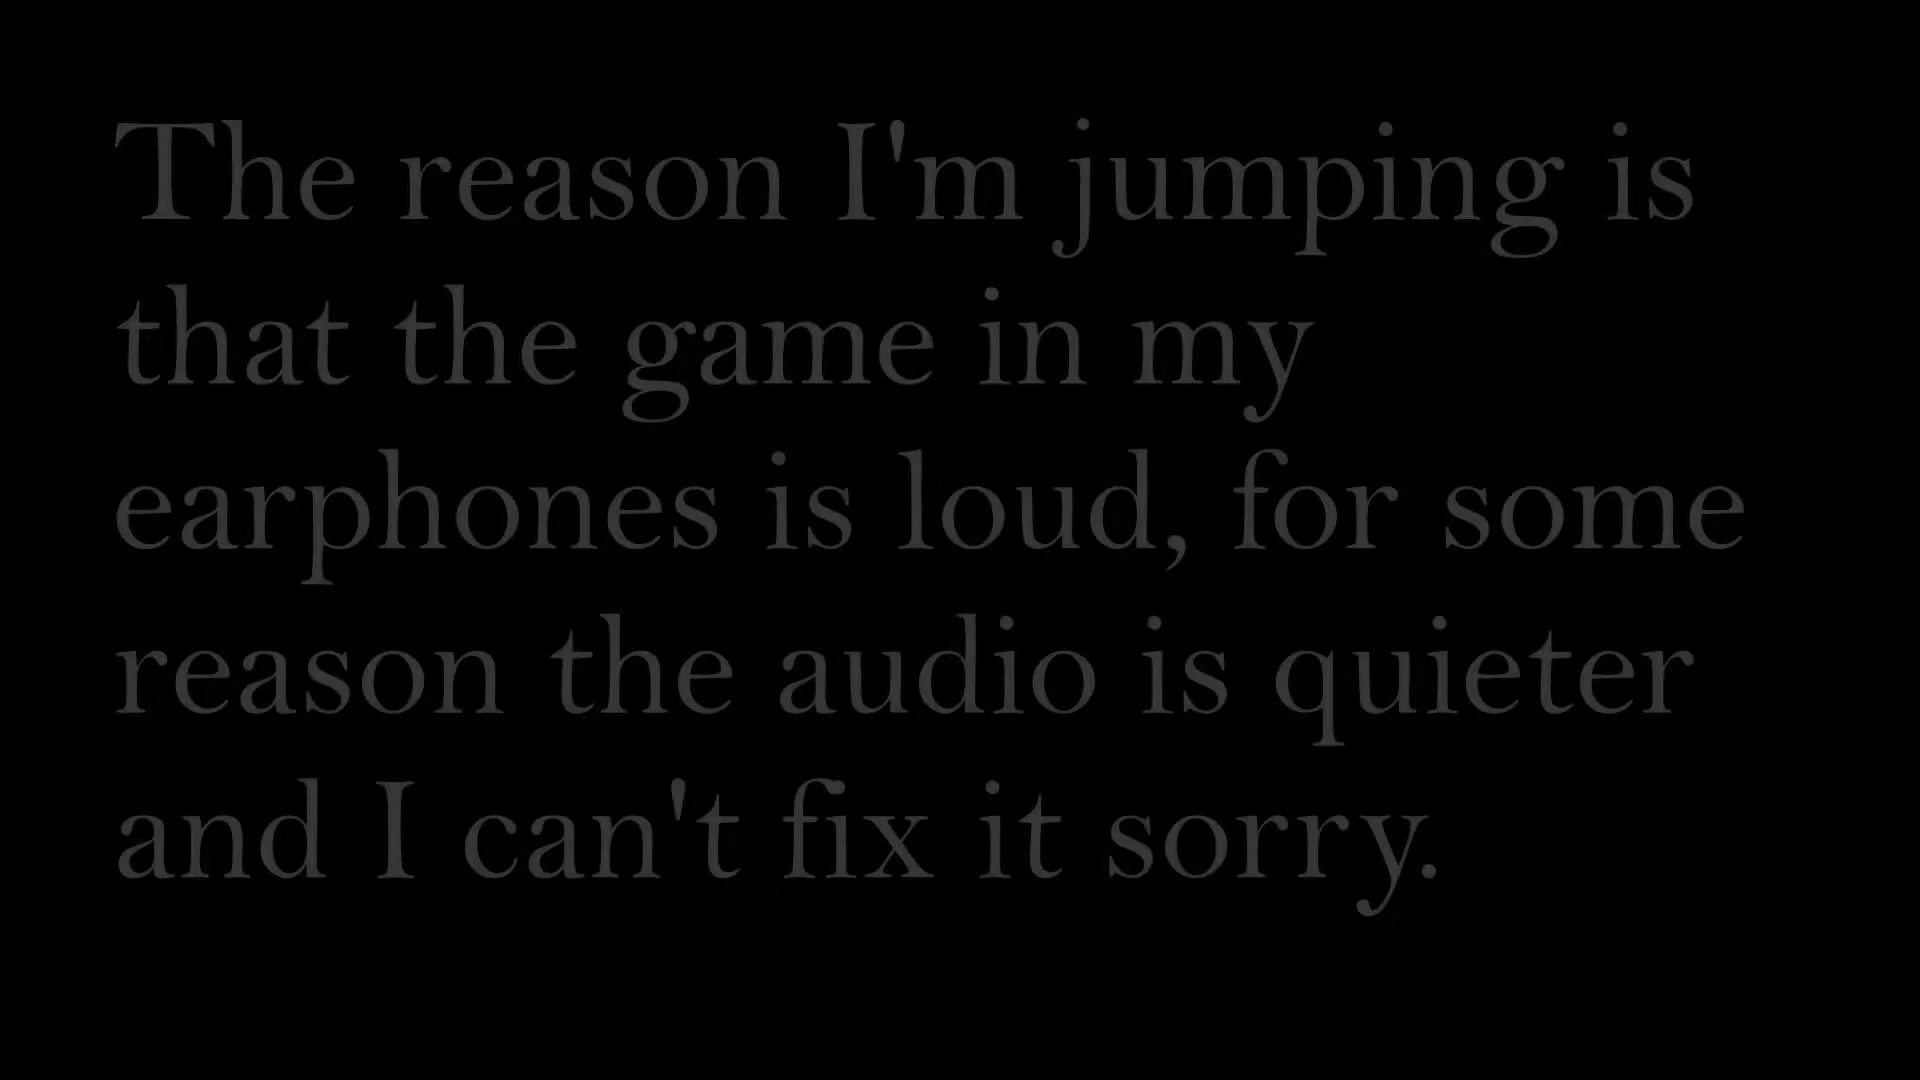 The reason I'm jumping is
that the game in my
earphones is loud, for some
reason the audio is quieter
and I can't fix it sorry.